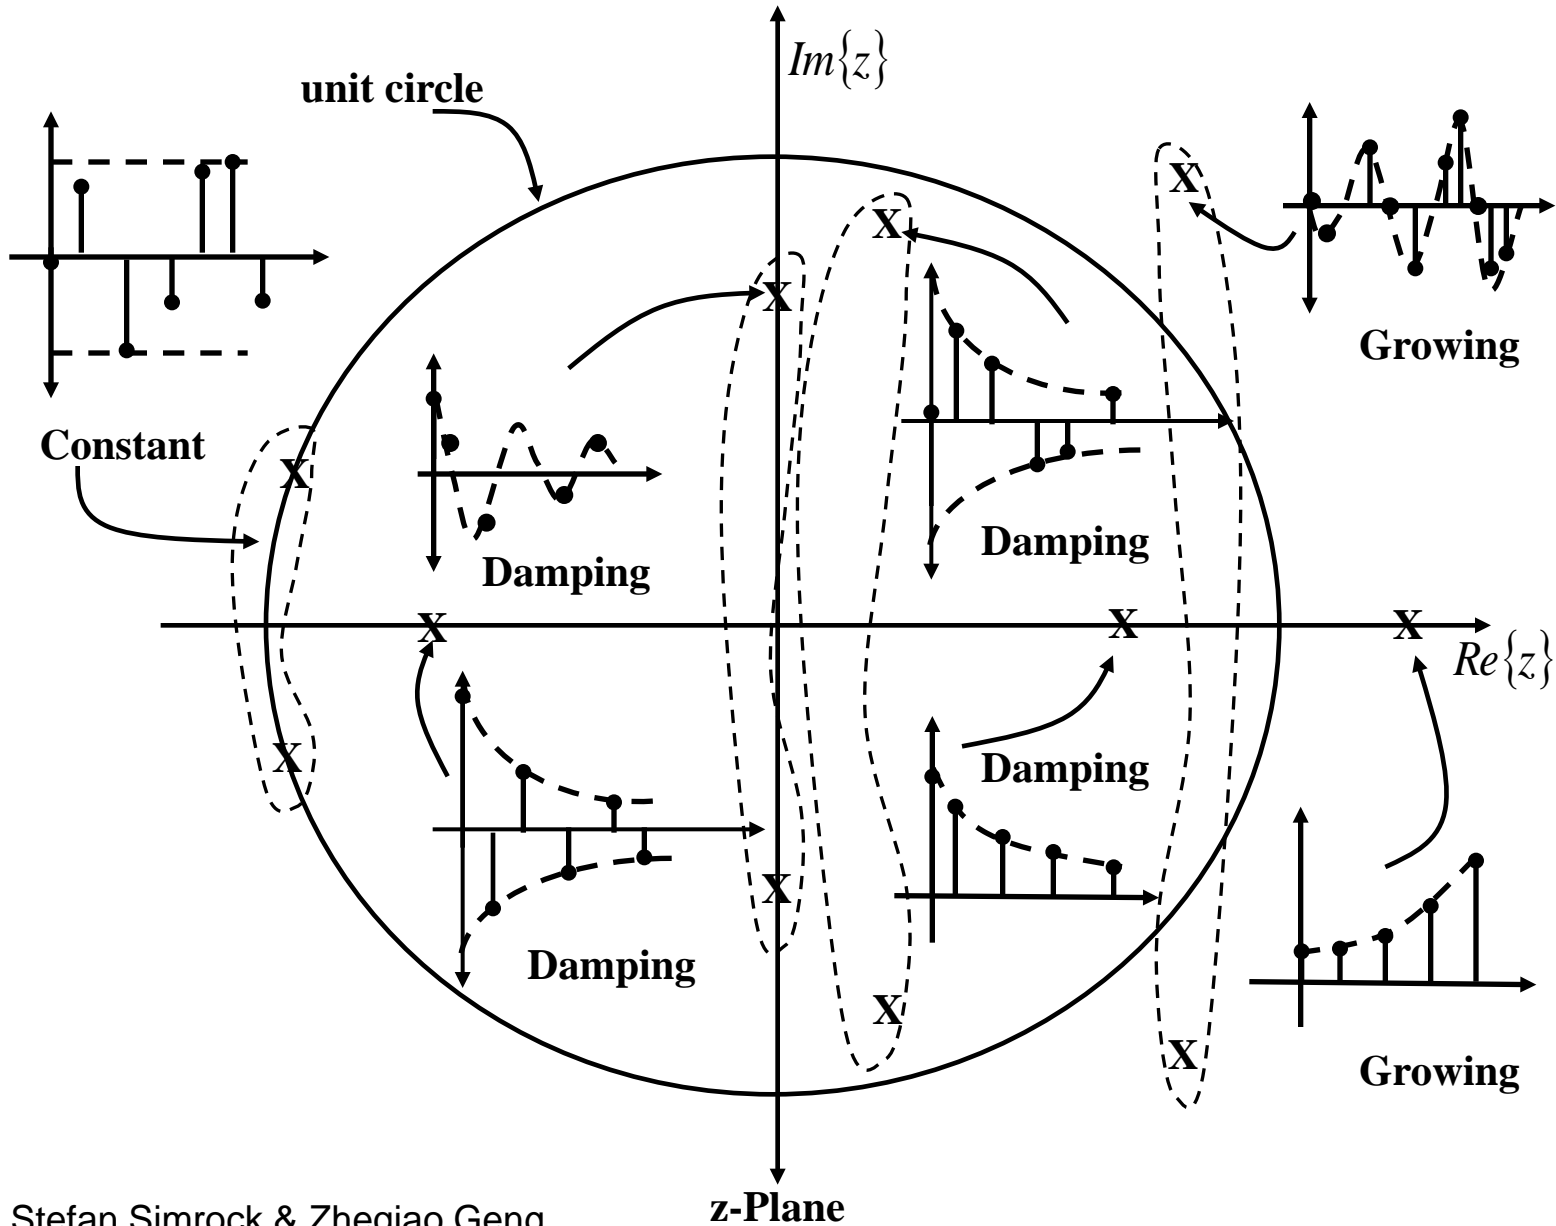 Im{z}
unit circle
Growing
Constant
Damping
Damping
X
X
X
X
X
X
X
Re{z}
X
Damping
X
Damping
X
X
Growing
z-Plane
Stefan Simrock & Zheqiao Geng